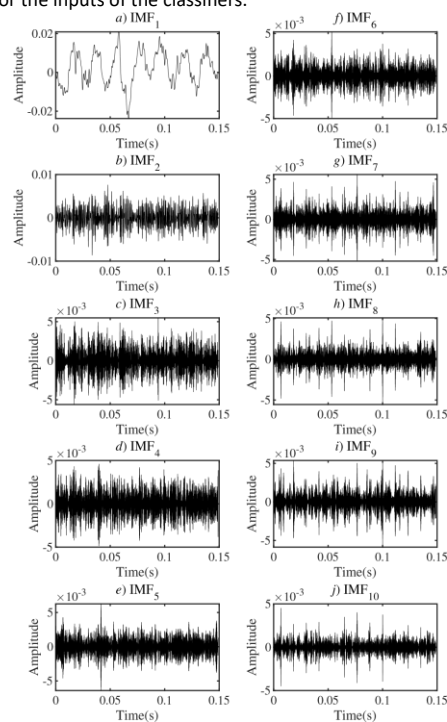 or the inputs of the classifiers.
a) IMF1
Amplitude
0.02
0
-0.02
0 0.05 0.1 0.15
Time(s)
b) IMF2
Amplitude
0.01
0
-0.01
0 0.05 0.1 0.15
Time(s)
×10-3 c) IMF3
Amplitude
5
0
-5
0 0.05 0.1 0.15
Time(s)
×10-3 d) IMF4
Amplitude
5
0
-5
0 0.05 0.1 0.15
Time(s)
×10-3 e) IMF5
Amplitude
5
0
-5
0 0.05 0.1 0.15
Time(s)
×10-3 f) IMF6
Amplitude
5
0
-5
0 0.05 0.1 0.15
Time(s)
×10-3 g) IMF7
Amplitude
5
0
-5
0 0.05 0.1 0.15
Time(s)
×10-3 h) IMF8
Amplitude
5
0
-5
0 0.05 0.1 0.15
Time(s)
×10-3 i) IMF9
Amplitude
5
0
-5
0 0.05 0.1 0.15
Time(s)
×10-3 j) IMF10
Amplitude
5
0
-5
0 0.05 0.1 0.15
Time(s)